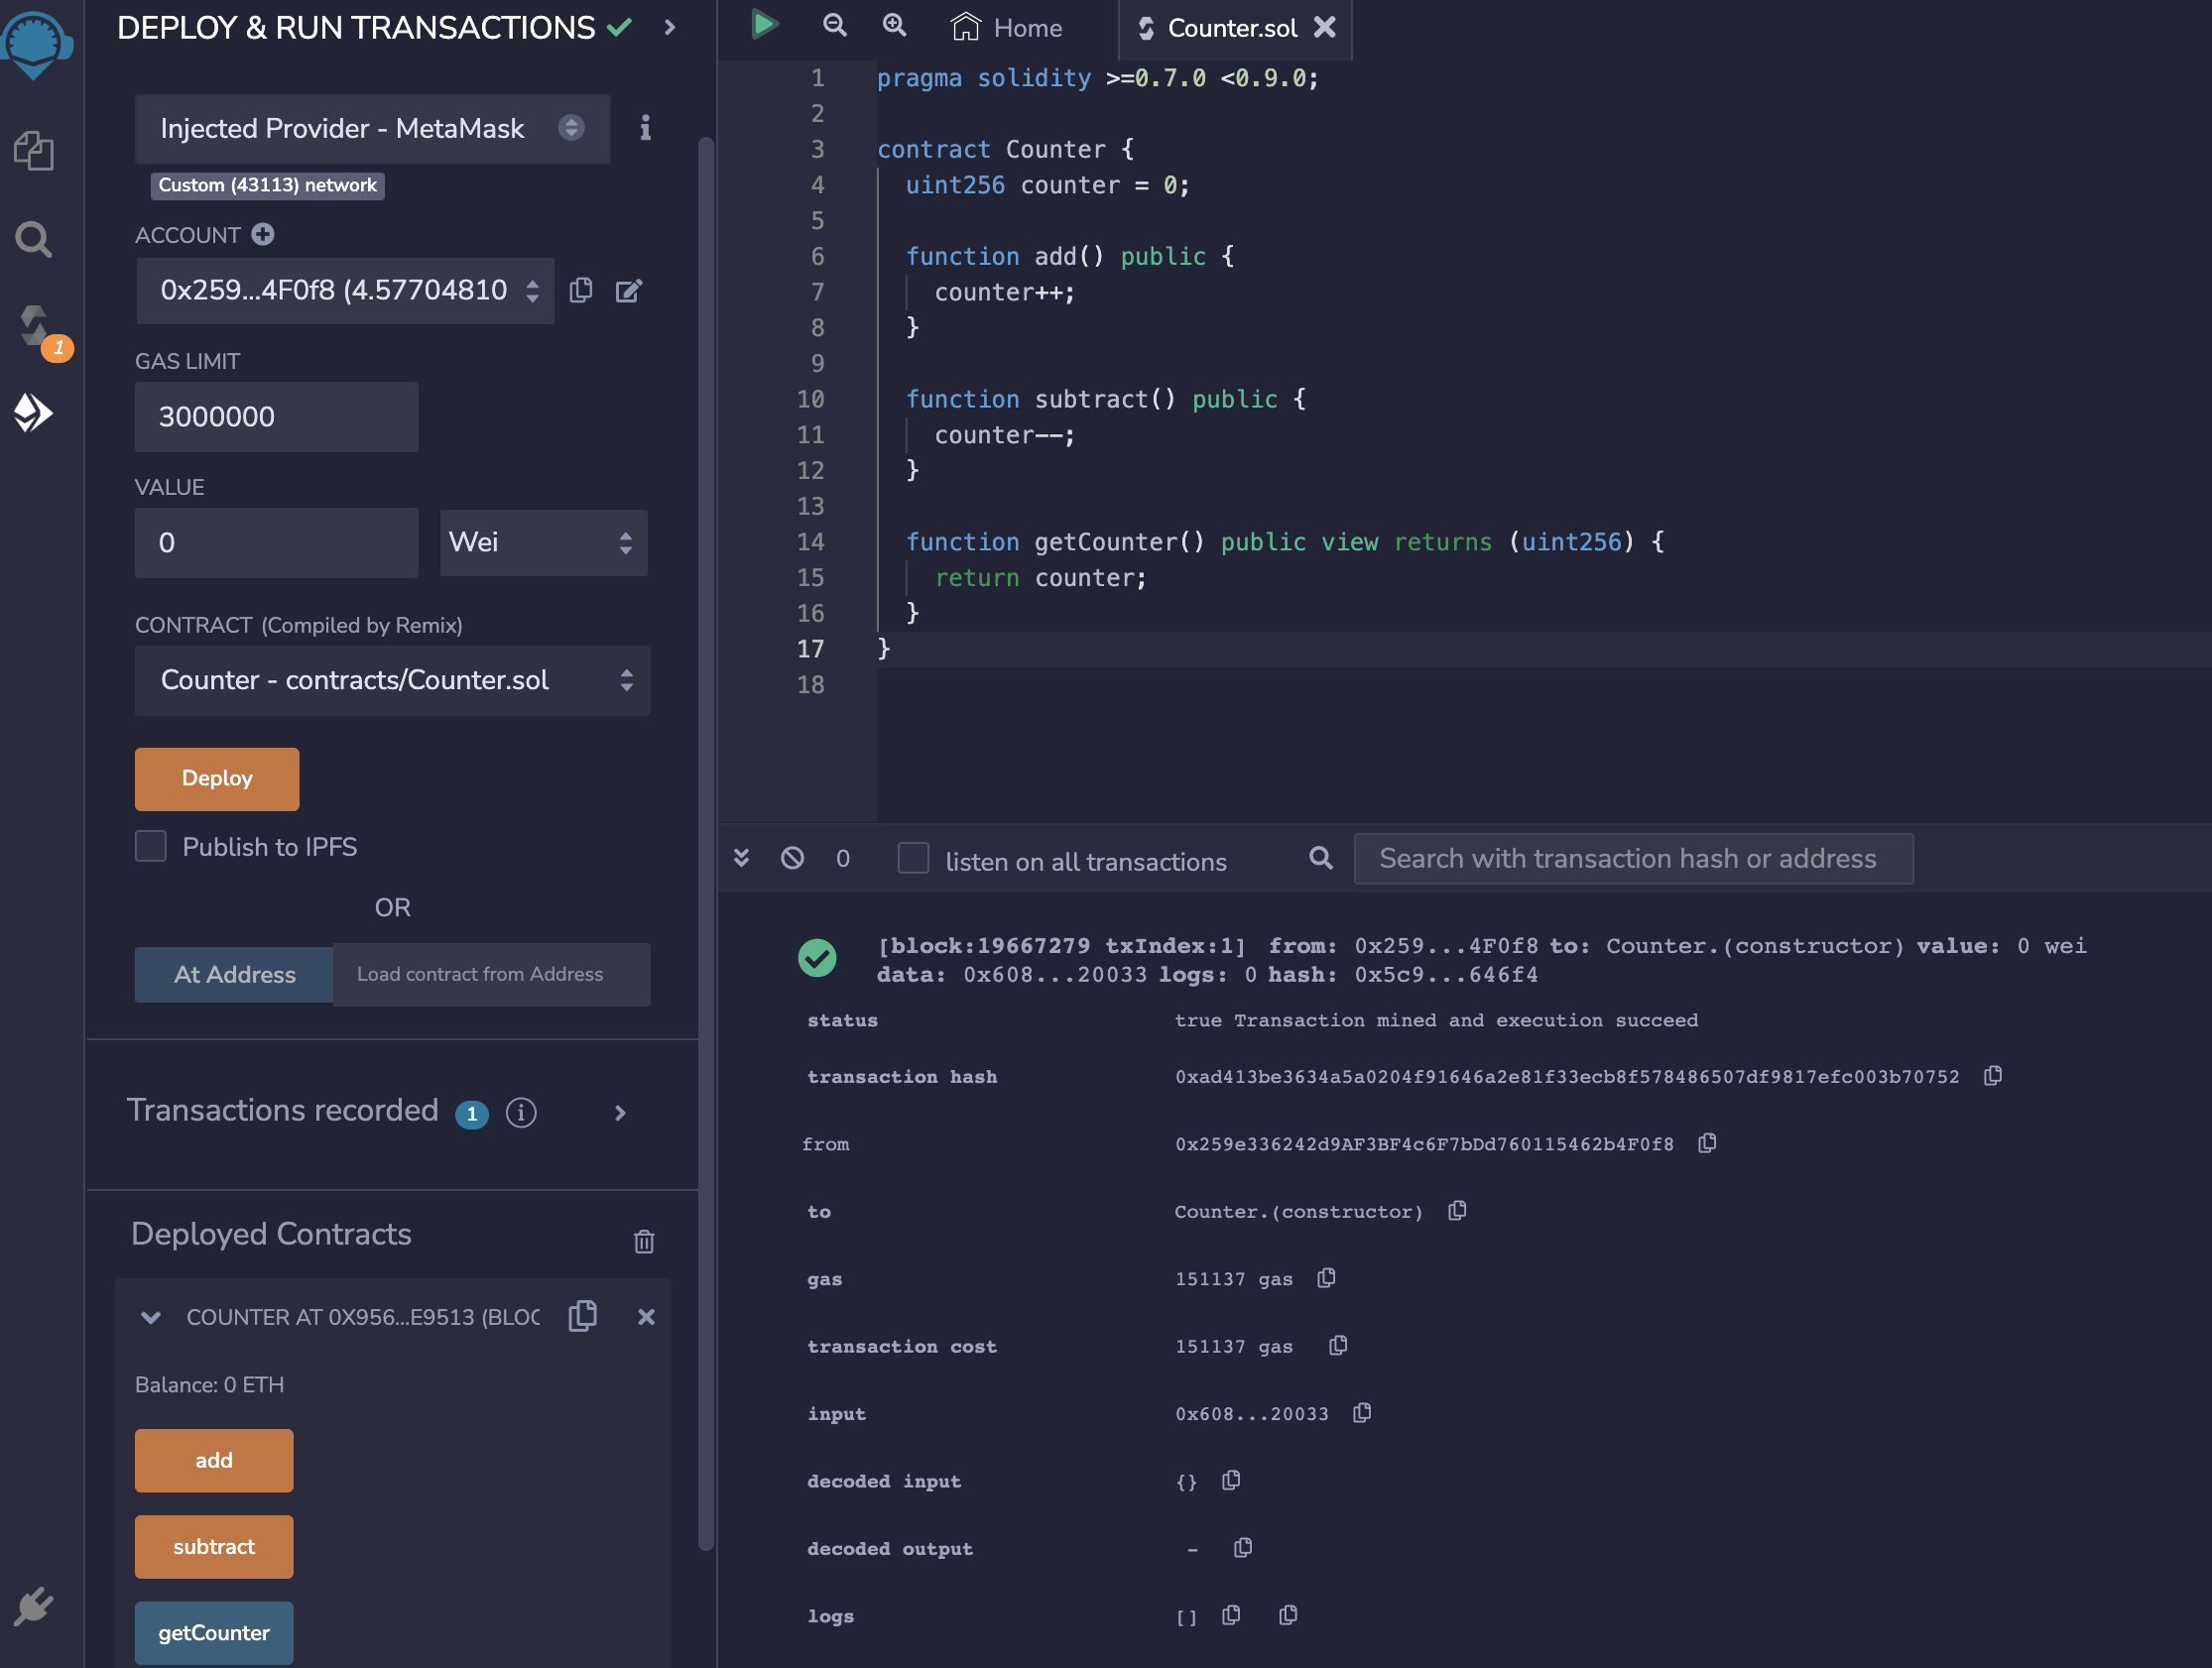 DEPLOY & RUN TRANSACTIONS
Injected Provider - MetaMask
Custom (43113) network
ACCOUNT
0x259...4F0f8 (4.57704810
1
GAS LIMIT
3000000
VALUE
0
Wei
CONTRACT (Compiled by Remix)
Counter - contracts/Counter.sol
Deploy
Publish to IPFS
OR
At Address
Load contract from Address
Transactions recorded 1 i
Deployed Contracts
COUNTER AT 0X956...E9513 (BLOC
Balance: 0 ETH
add
subtract
getCounter
Home
Counter.sol
1 pragma solidity >=0.7.0 <0.9.0;
2
3 contract Counter {
4 uint256 counter = 0;
5
6 function add() public {
7 counter++;
8 }
9
10 function subtract() public {
11 counter--;
12 }
13
14 function getCounter() public view returns (uint256) {
15 return counter;
16 }
17 }
18
0
listen on all transactions
Search with transaction hash or address
[block:19667279 txIndex:1] from: 0x259...4F0f8 to: Counter.(constructor) value: 0 wei
data: 0x608...20033 logs: 0 hash: 0x5c9...646f4
status true Transaction mined and execution succeed
transaction hash 0xad413be3634a5a0204f91646a2e81f33ecb8f578486507df9817efc003b70752
from 0x259e336242d9AF3BF4c6F7bDd760115462b4F0f8
to Counter.(constructor)
gas 151137 gas
transaction cost 151137 gas
input 0x608...20033
decoded input {}
decoded output -
logs []